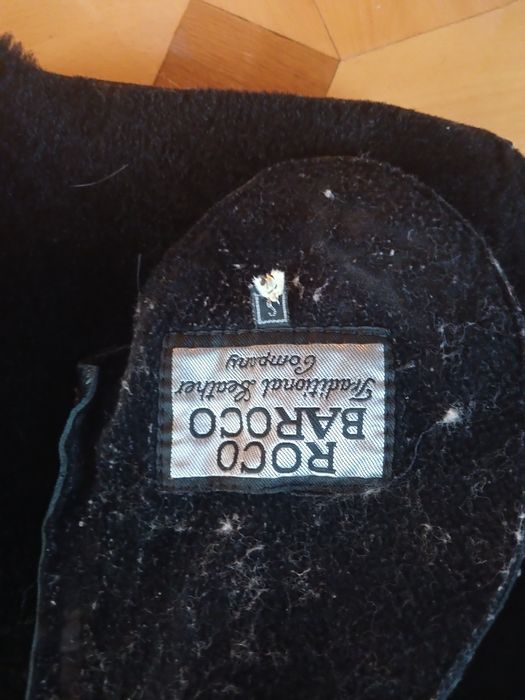 ROCO
BAROCO
Traditional Leather
Company
S